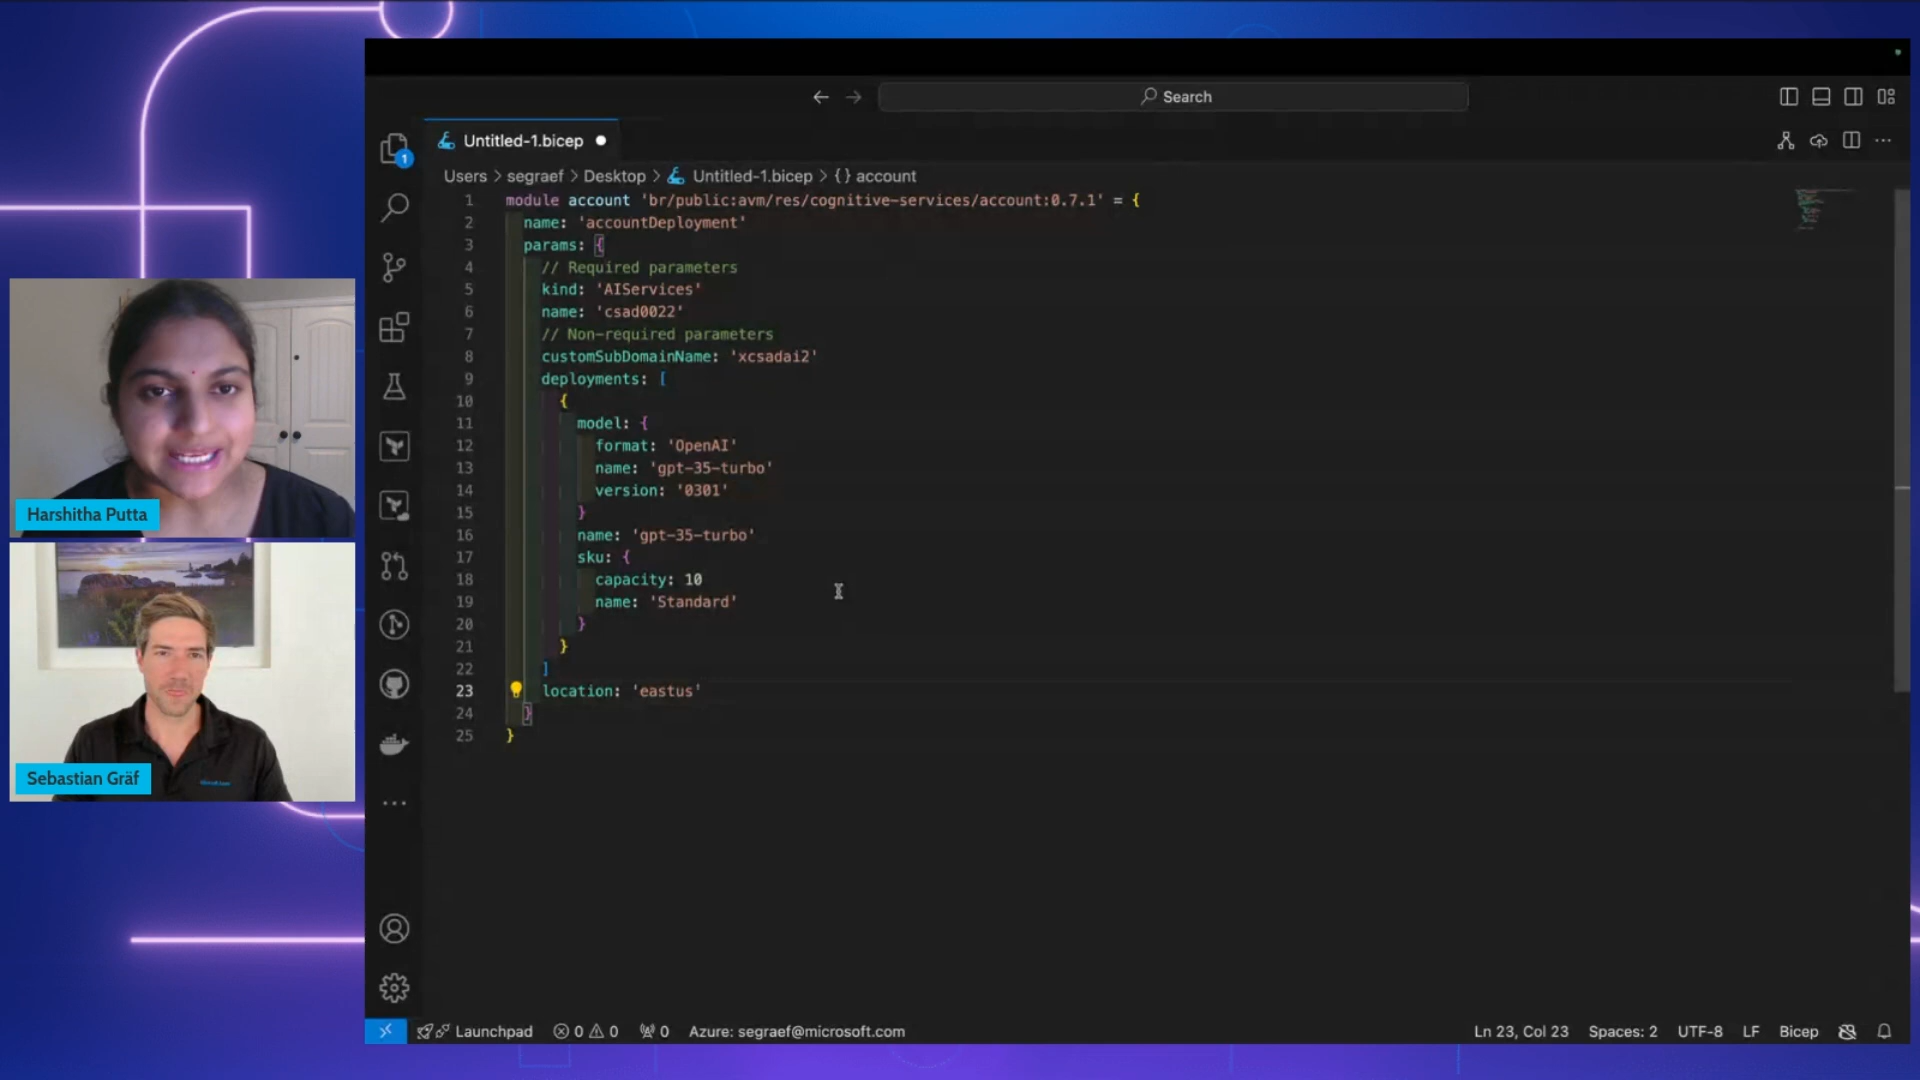 Search
Untitled-1.bicep
1
Users > segraef > Desktop > Untitled-1.bicep > {} account
1 module account 'br/public:avm/res/cognitive-services/account:0.7.1' = {
2 name: 'accountDeployment'
3 params: {
4 // Required parameters
5 kind: 'AIServices'
6 name: 'csad0022'
7 // Non-required parameters
8 customSubDomainName: 'xcsadai2'
9 deployments: [
10 {
11 model: {
12 format: 'OpenAI'
13 name: 'gpt-35-turbo'
14 version: '0301'
15 }
16 name: 'gpt-35-turbo'
17 sku: {
18 capacity: 10
19 name: 'Standard'
20 }
21 }
22 ]
23 location: 'eastus'
24 }
25 }
Harshitha Putta
Sebastian Gräf
Launchpad 0 0 0 Azure: segraef@microsoft.com Ln 23, Col 23 Spaces: 2 UTF-8 LF Bicep